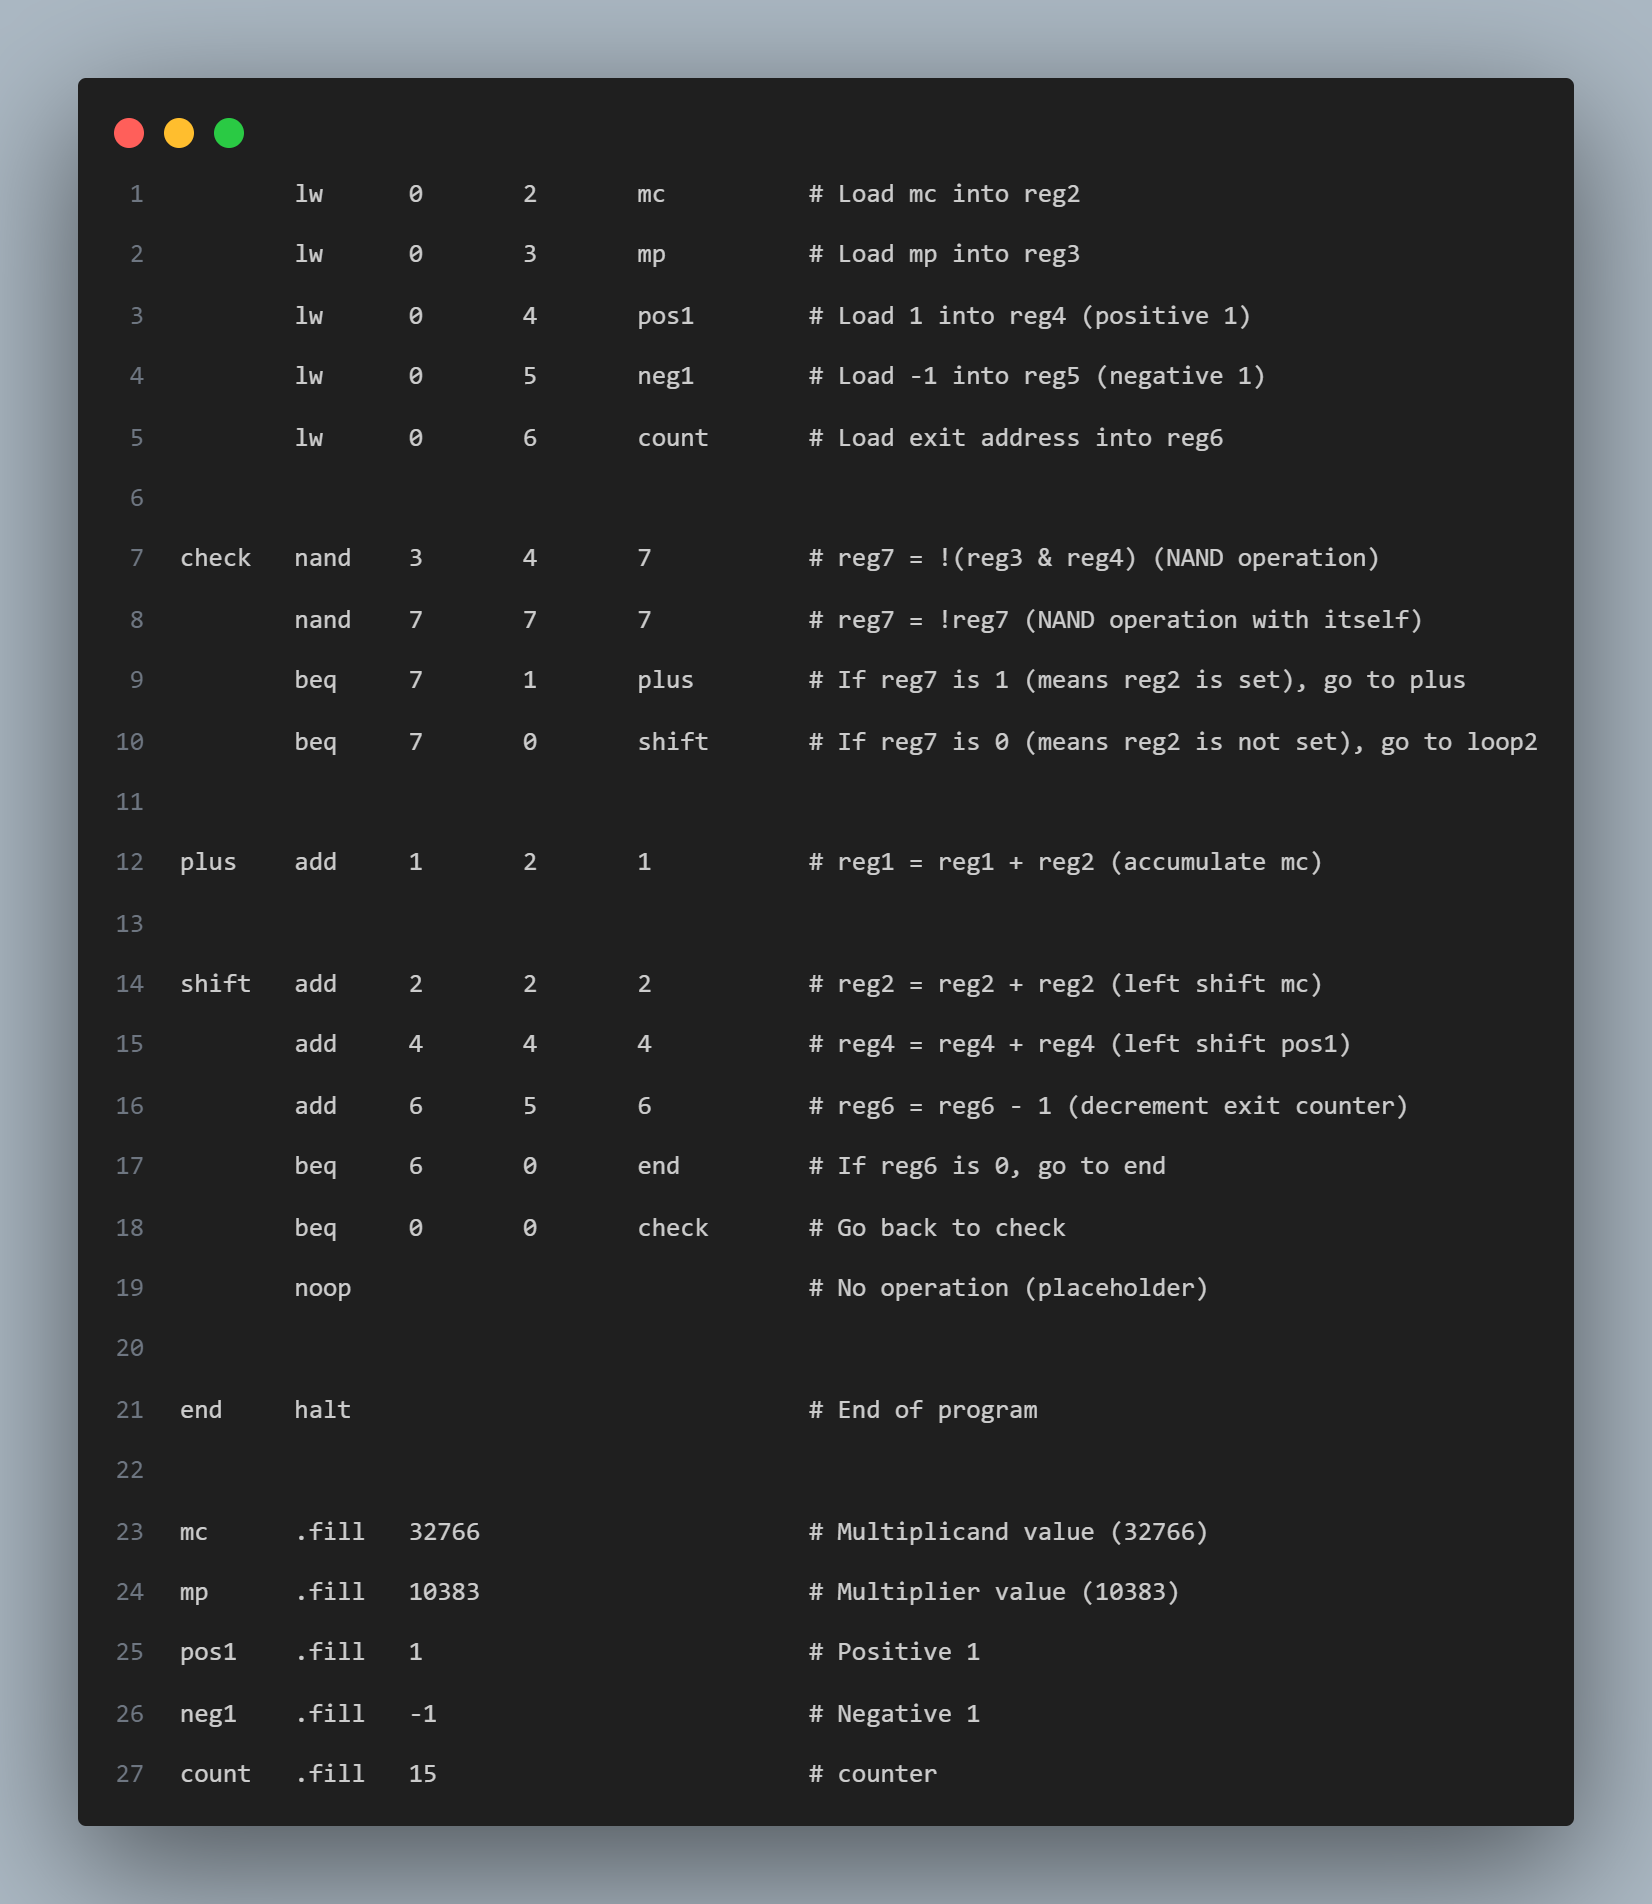 1 lw 0 2 mc # Load mc into reg2
2 lw 0 3 mp # Load mp into reg3
3 lw 0 4 pos1 # Load 1 into reg4 (positive 1)
4 lw 0 5 neg1 # Load -1 into reg5 (negative 1)
5 lw 0 6 count # Load exit address into reg6
6
7 check nand 3 4 7 # reg7 = !(reg3 & reg4) (NAND operation)
8 nand 7 7 7 # reg7 = !reg7 (NAND operation with itself)
9 beq 7 1 plus # If reg7 is 1 (means reg2 is set), go to plus
10 beq 7 0 shift # If reg7 is 0 (means reg2 is not set), go to loop2
11
12 plus add 1 2 1 # reg1 = reg1 + reg2 (accumulate mc)
13
14 shift add 2 2 2 # reg2 = reg2 + reg2 (left shift mc)
15 add 4 4 4 # reg4 = reg4 + reg4 (left shift pos1)
16 add 6 5 6 # reg6 = reg6 - 1 (decrement exit counter)
17 beq 6 0 end # If reg6 is 0, go to end
18 beq 0 0 check # Go back to check
19 noop # No operation (placeholder)
20
21 end halt # End of program
22
23 mc .fill 32766 # Multiplicand value (32766)
24 mp .fill 10383 # Multiplier value (10383)
25 pos1 .fill 1 # Positive 1
26 neg1 .fill -1 # Negative 1
27 count .fill 15 # counter